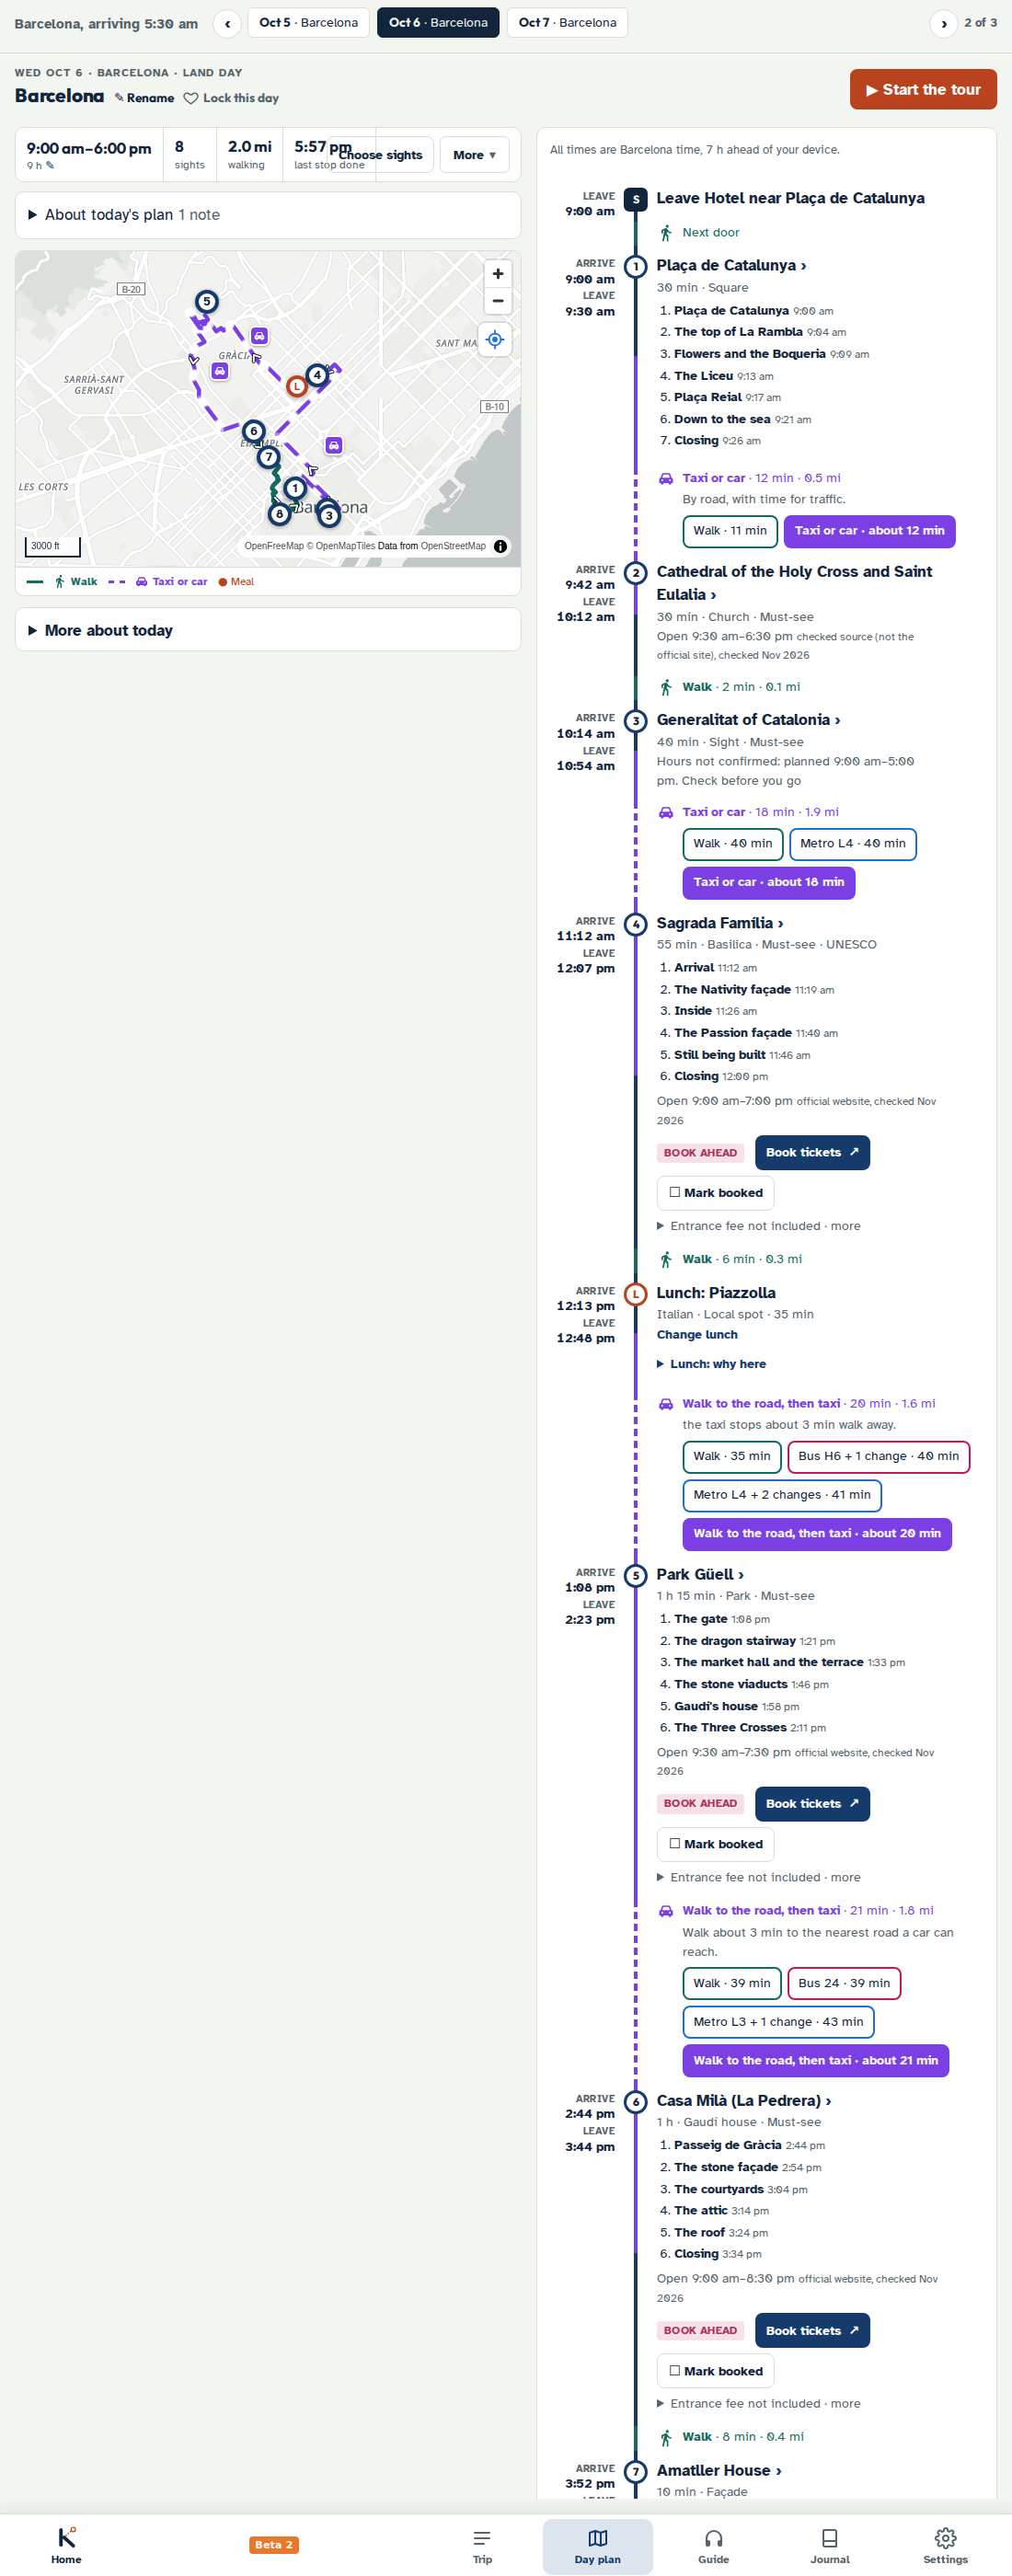 Barcelona, arriving 5:30 am
‹
Oct 5 · Barcelona
Oct 6 · Barcelona
Oct 7 · Barcelona
›
2 of 3
WED OCT 6 · BARCELONA · LAND DAY
Barcelona
✎ Rename
Lock this day
▶ Start the tour
9:00 am–6:00 pm
9 h ✎
8
sights
2.0 mi
walking
5:57 pm
last stop done
Choose sights
More ▾
▶ About today's plan 1 note
B-20
5
GRÀCIA
SANT MA
SARRIÀ-SANT
GERVASI
4
L
B-10
6
7
LES CORTS
1
8
3
+
−
3000 ft
OpenFreeMap © OpenMapTiles Data from OpenStreetMap
Walk
Taxi or car
Meal
▶ More about today
All times are Barcelona time, 7 h ahead of your device.
LEAVE
9:00 am
S
Leave Hotel near Plaça de Catalunya
Next door
ARRIVE
9:00 am
LEAVE
9:30 am
1
Plaça de Catalunya ›
30 min · Square
1. Plaça de Catalunya 9:00 am
2. The top of La Rambla 9:04 am
3. Flowers and the Boqueria 9:09 am
4. The Liceu 9:13 am
5. Plaça Reial 9:17 am
6. Down to the sea 9:21 am
7. Closing 9:26 am
Taxi or car · 12 min · 0.5 mi
By road, with time for traffic.
Walk · 11 min
Taxi or car · about 12 min
ARRIVE
9:42 am
LEAVE
10:12 am
2
Cathedral of the Holy Cross and Saint
Eulalia ›
30 min · Church · Must-see
Open 9:30 am–6:30 pm checked source (not the
official site), checked Nov 2026
Walk · 2 min · 0.1 mi
ARRIVE
10:14 am
LEAVE
10:54 am
3
Generalitat of Catalonia ›
40 min · Sight · Must-see
Hours not confirmed: planned 9:00 am–5:00
pm. Check before you go
Taxi or car · 18 min · 1.9 mi
Walk · 40 min
Metro L4 · 40 min
Taxi or car · about 18 min
ARRIVE
11:12 am
LEAVE
12:07 pm
4
Sagrada Família ›
55 min · Basilica · Must-see · UNESCO
1. Arrival 11:12 am
2. The Nativity façade 11:19 am
3. Inside 11:26 am
4. The Passion façade 11:40 am
5. Still being built 11:46 am
6. Closing 12:00 pm
Open 9:00 am–7:00 pm official website, checked Nov
2026
BOOK AHEAD
Book tickets ↗
☐ Mark booked
▶ Entrance fee not included · more
Walk · 6 min · 0.3 mi
ARRIVE
12:13 pm
LEAVE
12:48 pm
L
Lunch: Piazzolla
Italian · Local spot · 35 min
Change lunch
▶ Lunch: why here
Walk to the road, then taxi · 20 min · 1.6 mi
the taxi stops about 3 min walk away.
Walk · 35 min
Bus H6 + 1 change · 40 min
Metro L4 + 2 changes · 41 min
Walk to the road, then taxi · about 20 min
ARRIVE
1:08 pm
LEAVE
2:23 pm
5
Park Güell ›
1 h 15 min · Park · Must-see
1. The gate 1:08 pm
2. The dragon stairway 1:21 pm
3. The market hall and the terrace 1:33 pm
4. The stone viaducts 1:46 pm
5. Gaudí's house 1:58 pm
6. The Three Crosses 2:11 pm
Open 9:30 am–7:30 pm official website, checked Nov
2026
BOOK AHEAD
Book tickets ↗
☐ Mark booked
▶ Entrance fee not included · more
Walk to the road, then taxi · 21 min · 1.8 mi
Walk about 3 min to the nearest road a car can
reach.
Walk · 39 min
Bus 24 · 39 min
Metro L3 + 1 change · 43 min
Walk to the road, then taxi · about 21 min
ARRIVE
2:44 pm
LEAVE
3:44 pm
6
Casa Milà (La Pedrera) ›
1 h · Gaudí house · Must-see
1. Passeig de Gràcia 2:44 pm
2. The stone façade 2:54 pm
3. The courtyards 3:04 pm
4. The attic 3:14 pm
5. The roof 3:24 pm
6. Closing 3:34 pm
Open 9:00 am–8:30 pm official website, checked Nov
2026
BOOK AHEAD
Book tickets ↗
☐ Mark booked
▶ Entrance fee not included · more
Walk · 8 min · 0.4 mi
ARRIVE
3:52 pm
7
Amatller House ›
10 min · Façade
Home
Beta 2
Trip
Day plan
Guide
Journal
Settings